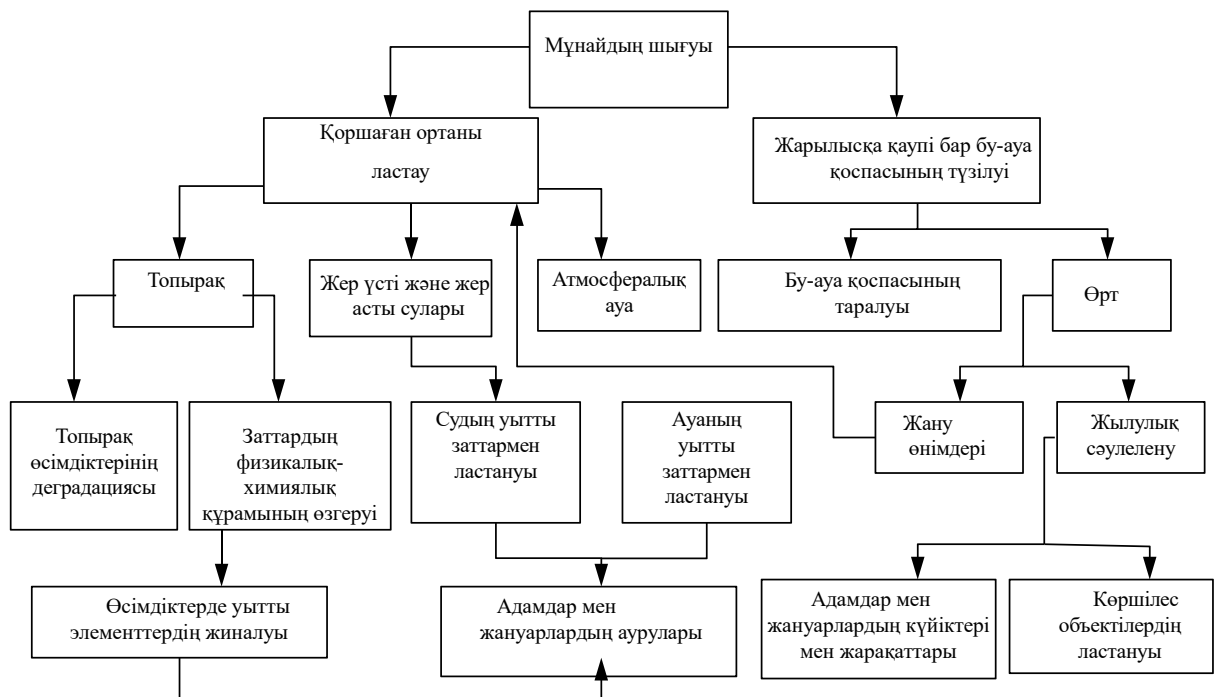 Мұнайдың шығуы
Қоршаған ортаны
ластау
Жарылысқа қаупі бар бу-ауа
қоспасының түзілуі
Топырақ
Жер үсті және жер
асты сулары
Атмосфералық
ауа
Бу-ауа қоспасының
таралуы
Өрт
Топырақ
өсімдіктерінің
деградациясы
Заттардың
физикалық-
химиялық
құрамының өзгеруі
Судың уытты
заттармен
ластануы
Ауаның
уытты
заттармен
ластануы
Жану
өнімдері
Жылулық
сәулелену
Өсімдіктерде уытты
элементтердің жиналуы
Адамдар мен
жануарлардың аурулары
Адамдар мен
жануарлардың күйіктері
мен жарақаттары
Көршілес
объектілердің
ластануы